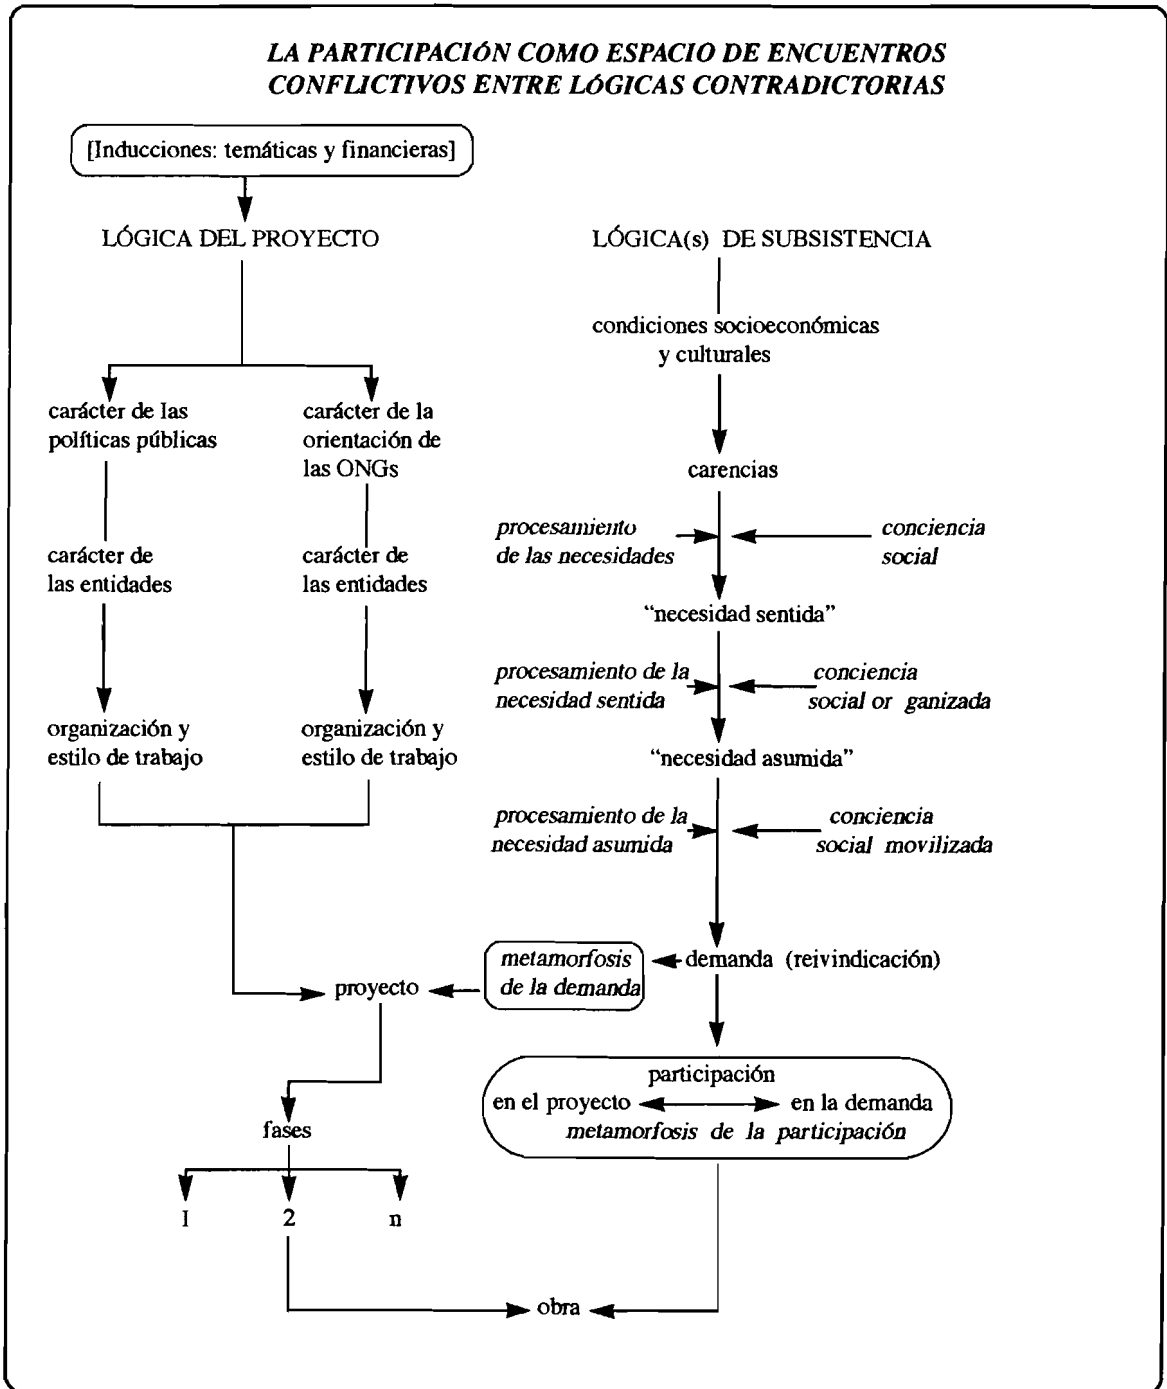 LA PARTICIPACIÓN COMO ESPACIO DE ENCUENTROS
CONFLICTIVOS ENTRE LÓGICAS CONTRADICTORIAS
[Inducciones: temáticas y financieras]
LÓGICA DEL PROYECTO
carácter de las
políticas públicas
carácter de la
orientación de
las ONGs
carácter de
las entidades
carácter de
las entidades
organización y
estilo de trabajo
organización y
estilo de trabajo
LÓGICA(s) DE SUBSISTENCIA
condiciones socioeconómicas
y culturales
carencias
procesamiento
de las necesidades
conciencia
social
“necesidad sentida”
procesamiento de la
necesidad sentida
conciencia
social or ganizada
“necesidad asumida”
procesamiento de la
necesidad asumida
conciencia
social movilizada
demanda (reivindicación)
metamorfosis
de la demanda
proyecto
participación
en el proyecto en la demanda
metamorfosis de la participación
fases
1 2 n
obra